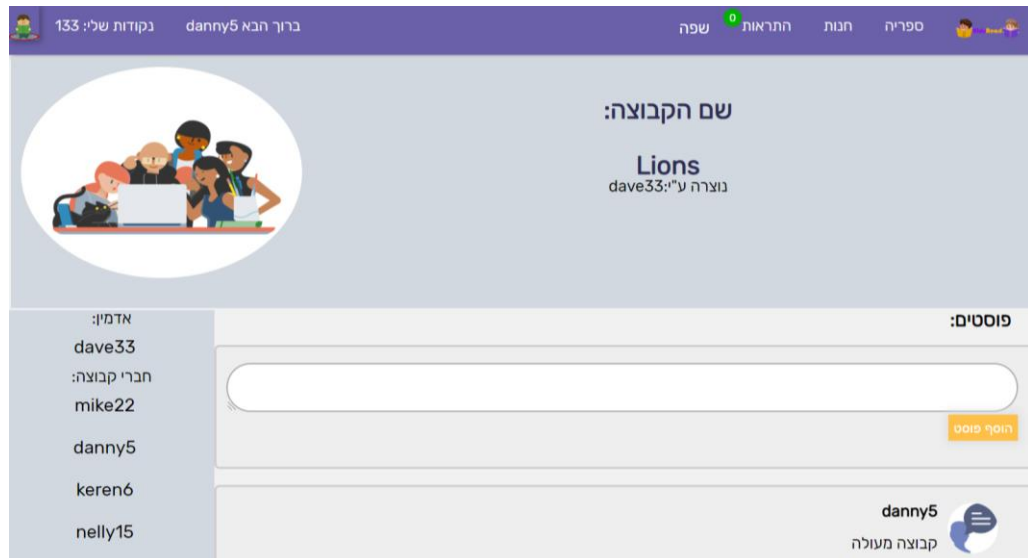 ספריה חנות התראות 0 שפה ברוך הבא danny5 נקודות שלי: 133
שם הקבוצה:
Lions
נוצרה ע"י:dave33
פוסטים:
הוסף פוסט
danny5
קבוצה מעולה
אדמין:
dave33
חברי קבוצה:
mike22
danny5
keren6
nelly15